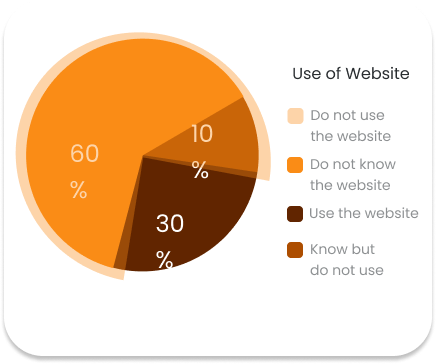 Use of Website
Do not use
the website
Do not know
the website
Use the website
Know but
do not use
60
%
10
%
30
%